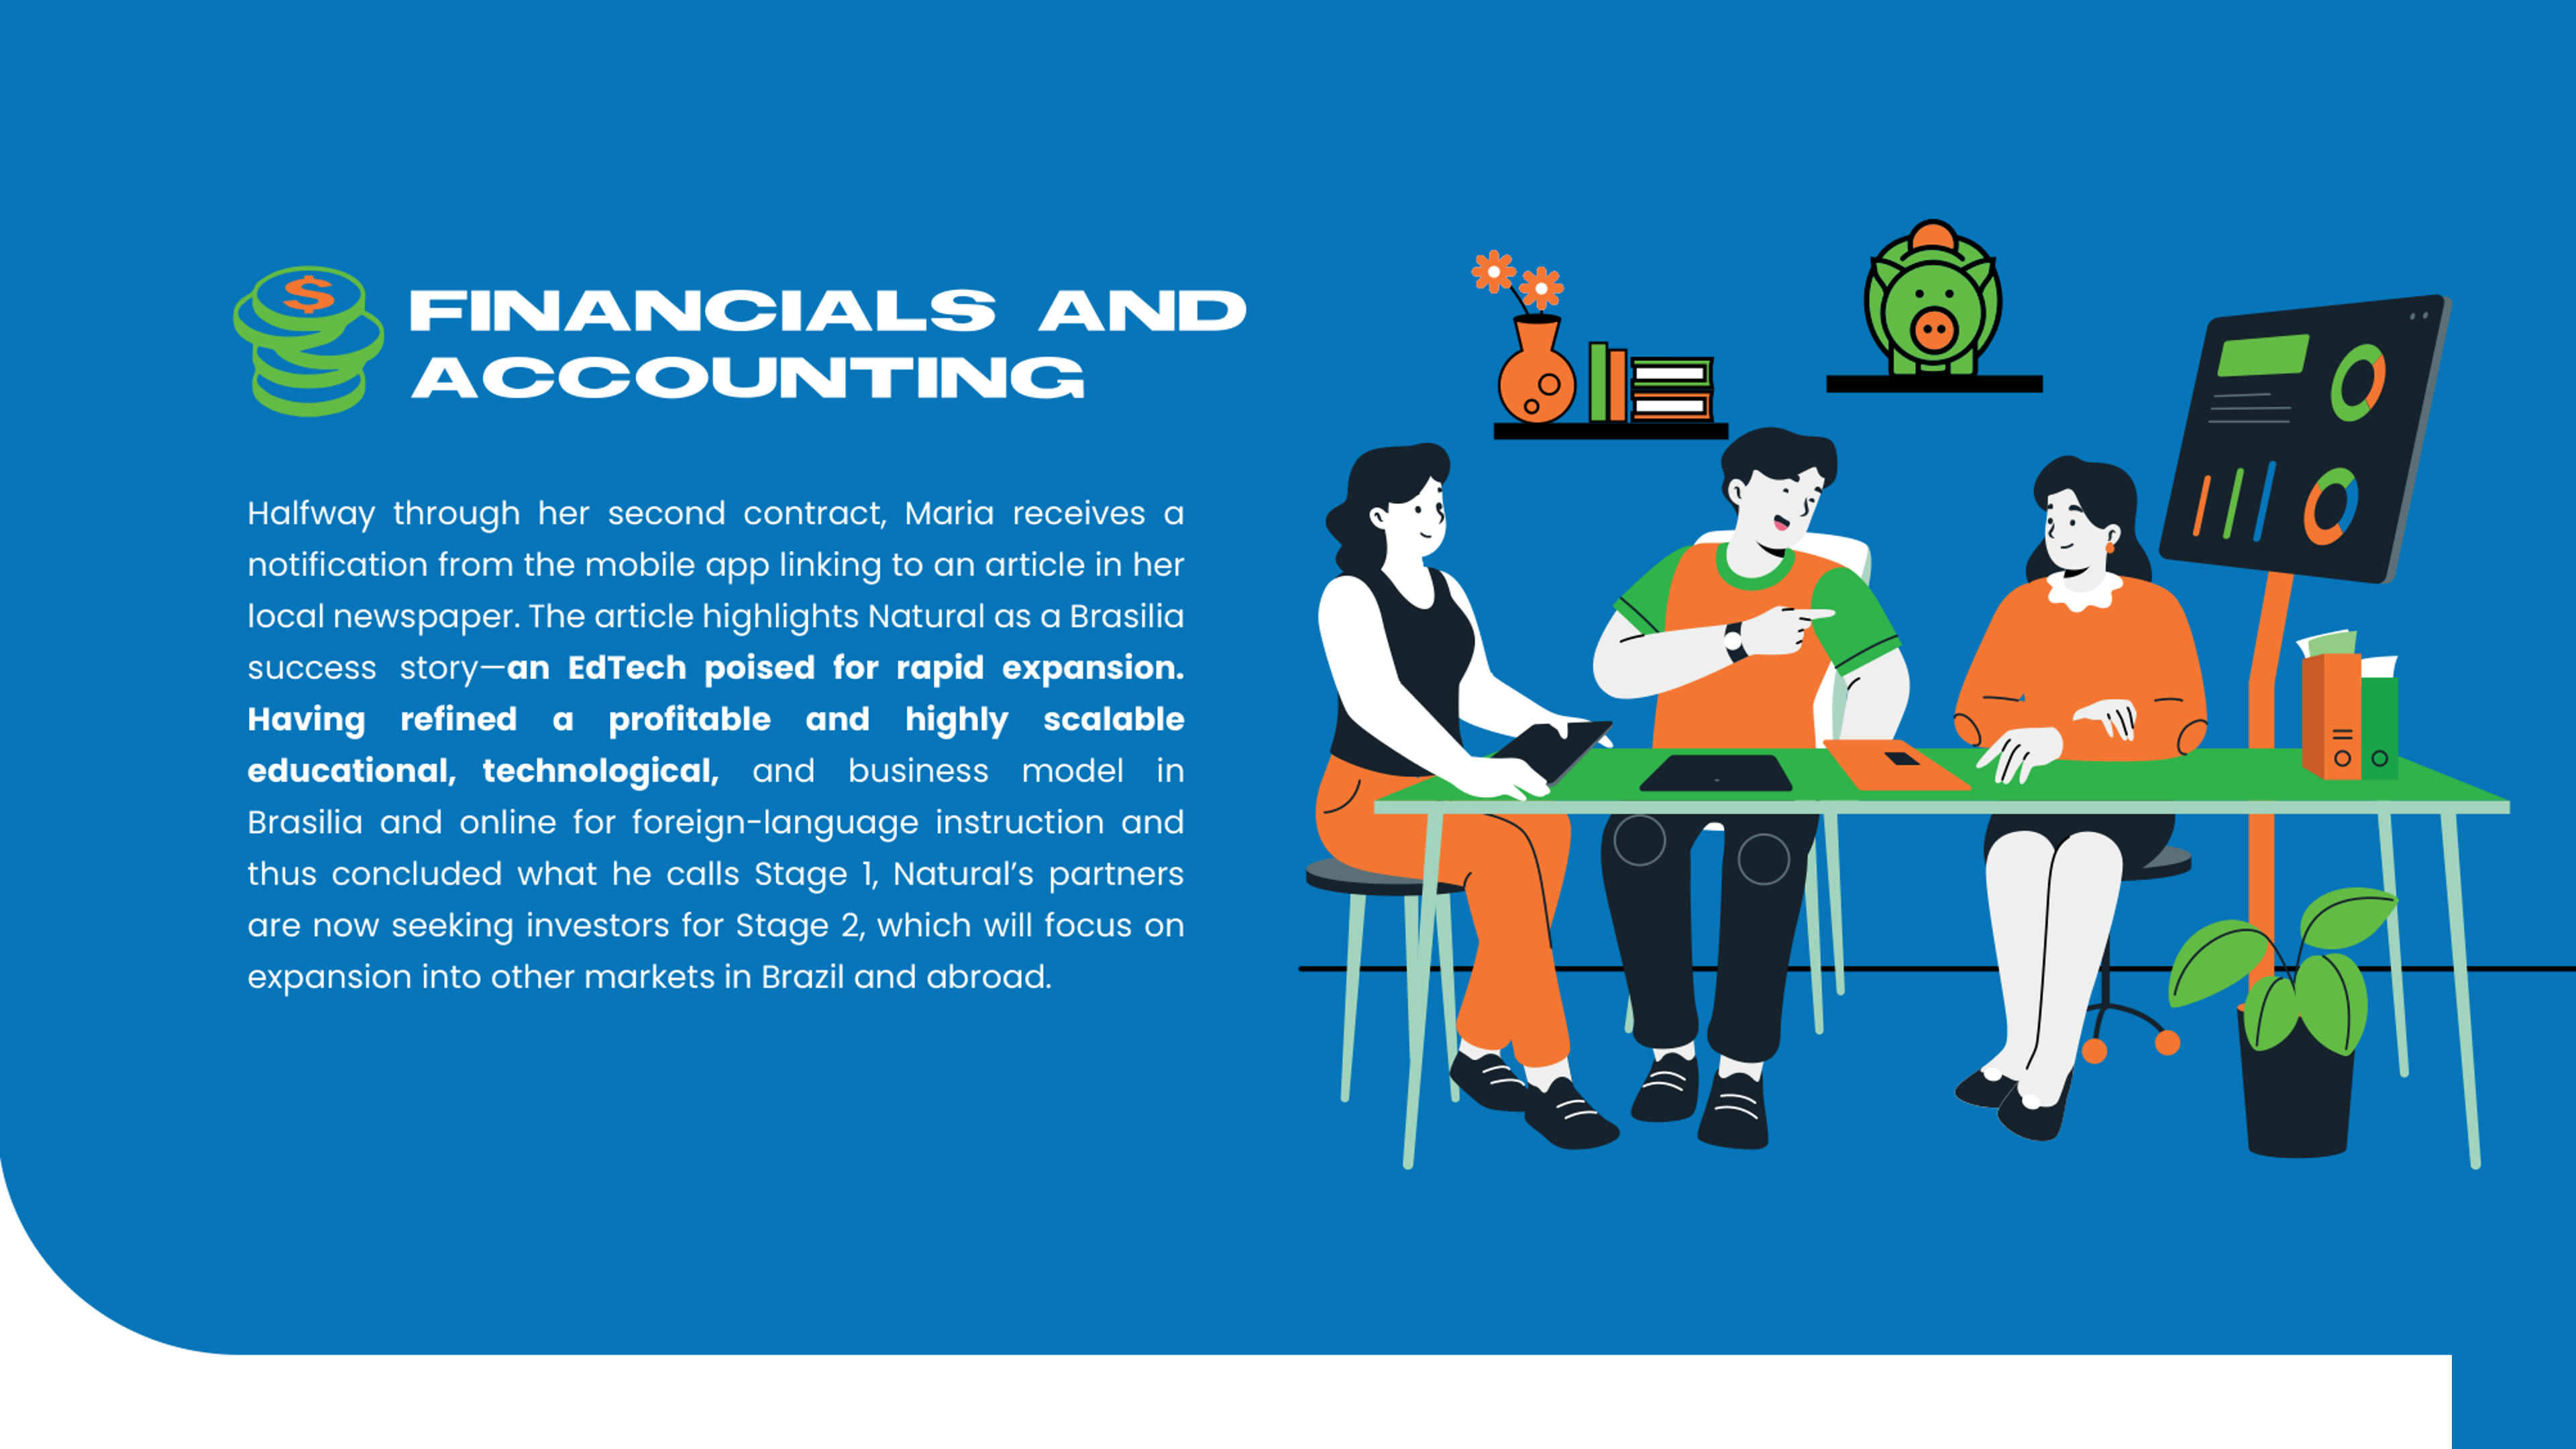 $
FINANCIALS AND
ACCOUNTING
Halfway through her second contract, Maria receives a
notification from the mobile app linking to an article in her
local newspaper. The article highlights Natural as a Brasilia
success story—an EdTech poised for rapid expansion.
Having refined a profitable and highly scalable
educational, technological, and business model in
Brasilia and online for foreign-language instruction and
thus concluded what he calls Stage 1, Natural’s partners
are now seeking investors for Stage 2, which will focus on
expansion into other markets in Brazil and abroad.